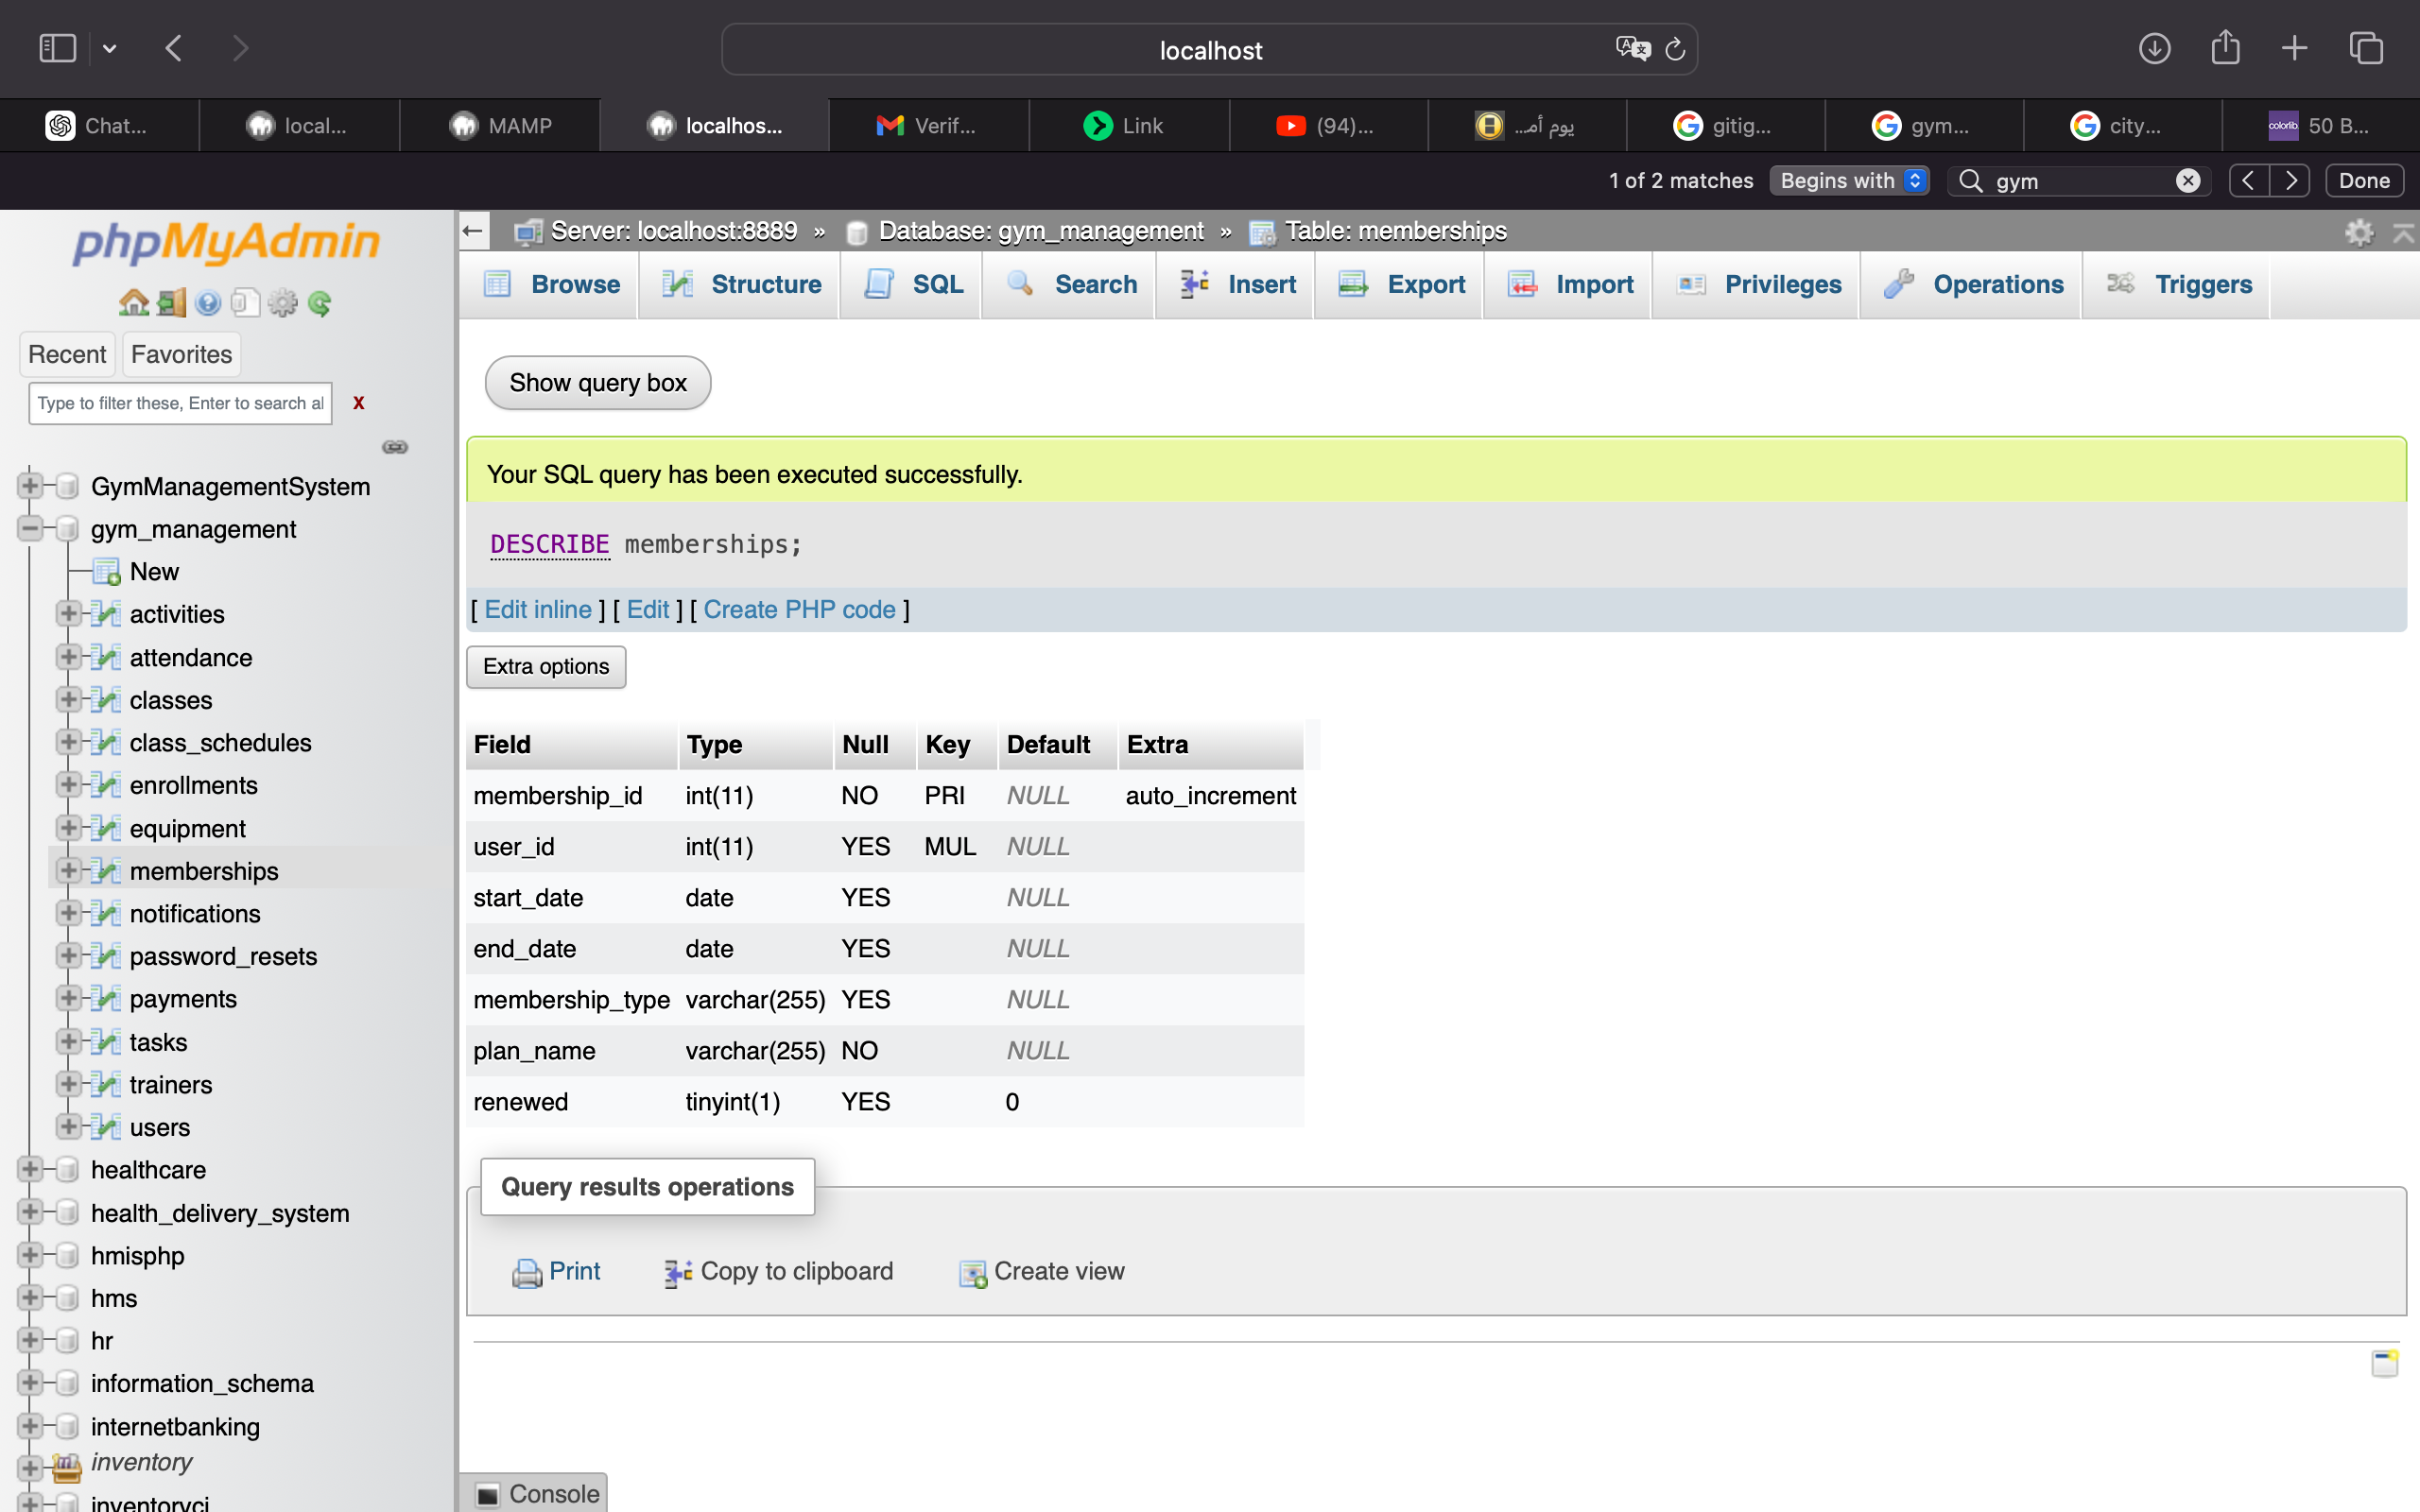 localhost
Chat...
local...
MAMP
localhos...
Verif...
Link
(94)...
يوم أم...
gitig...
gym...
city...
colorlib.
50 B...
1 of 2 matches
Begins with
gym
Done
phpMyAdmin
Recent
Favorites
Type to filter these, Enter to search al
X
GymManagementSystem
gym_management
New
activities
attendance
classes
class_schedules
enrollments
equipment
memberships
notifications
password_resets
payments
tasks
trainers
users
healthcare
health_delivery_system
hmisphp
hms
hr
information_schema
internetbanking
inventory
inventoryci
Server: localhost:8889 » Database: gym_management » Table: memberships
Browse
Structure
SQL
Search
Insert
Export
Import
Privileges
Operations
Triggers
Show query box
Your SQL query has been executed successfully.
DESCRIBE memberships;
[ Edit inline ] [ Edit ] [ Create PHP code ]
Extra options
Field Type Null Key Default Extra
membership_id int(11) NO PRI NULL auto_increment
user_id int(11) YES MUL NULL
start_date date YES NULL
end_date date YES NULL
membership_type varchar(255) YES NULL
plan_name varchar(255) NO NULL
renewed tinyint(1) YES 0
Query results operations
Print
Copy to clipboard
Create view
Console